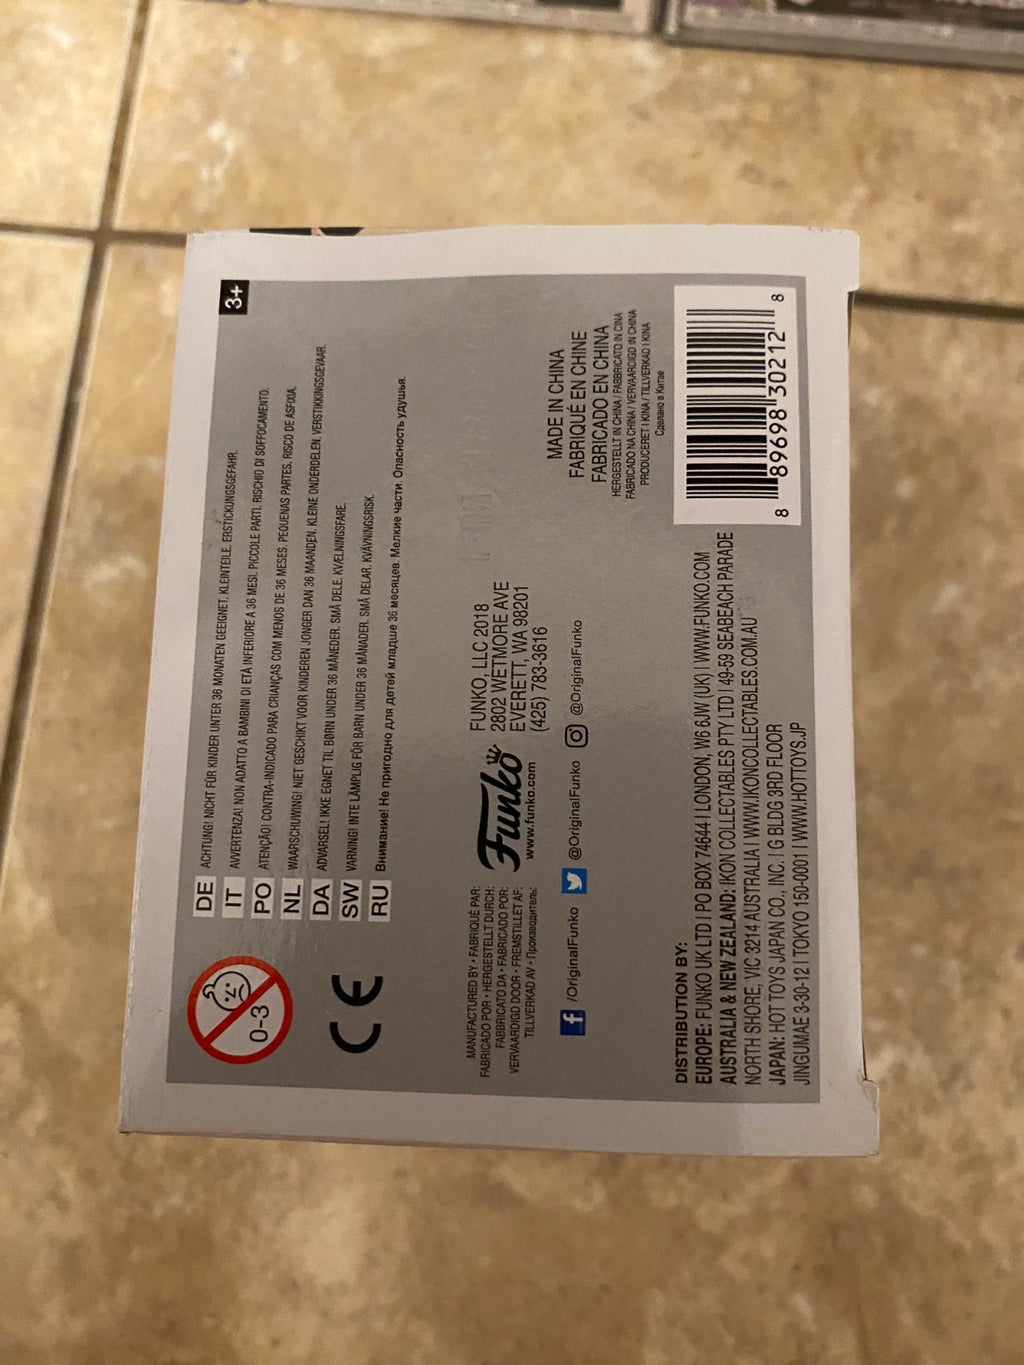 3+
0-3
DE ACHTUNG! NICHT FÜR KINDER UNTER 36 MONATEN GEEIGNET. KLEINTEILE. ERSTICKUNGSGEFAHR.
IT AVVERTENZA! NON ADATTO A BAMBINI DI ETÀ INFERIORE A 36 MESI. PICCOLE PARTI. RISCHIO DI SOFFOCAMENTO.
PO ATENÇÃO! CONTRA-INDICADO PARA CRIANÇAS COM MENOS DE 36 MESES. PEQUENAS PARTES. RISCO DE ASFIXIA.
NL WAARSCHUWING! NIET GESCHIKT VOOR KINDEREN JONGER DAN 36 MAANDEN. KLEINE ONDERDELEN. VERSTIKKINGSGEVAAR.
DA ADVARSEL! IKKE EGNET TIL BØRN UNDER 36 MÅNEDER. SMÅ DELE. KVÆLNINGSFARE.
SW VARNING! INTE LÄMPLIG FÖR BARN UNDER 36 MÅNADER. SMÅ DELAR. KVÄVNINGSRISK.
RU Внимание! Не пригодно для детей младше 36 месяцев. Мелкие части. Опасность удушья.
CE
MANUFACTURED BY • FABRIQUÉ PAR:
FABRICADO POR • HERGESTELLT DURCH:
FABBRICATO DA • FABRICADO POR:
VERVAARDIGD DOOR • FREMSTILLET AF:
TILLVERKAD AV • Производитель:
Funko
www.funko.com
FUNKO, LLC 2018
2802 WETMORE AVE
EVERETT, WA 98201
(425) 783-3616
f /OriginalFunko @OriginalFunko @OriginalFunko
MADE IN CHINA
FABRIQUÉ EN CHINE
FABRICADO EN CHINA
HERGESTELLT IN CHINA / FABBRICATO IN CINA
FABRICADO NA CHINA / VERVAARDIGD IN CHINA
PRODUCERET I KINA / TILLVERKAD I KINA
Сделано в Китае
DISTRIBUTION BY:
EUROPE: FUNKO UK LTD I PO BOX 74644 I LONDON, W6 6JW (UK) I WWW.FUNKO.COM
AUSTRALIA & NEW ZEALAND: IKON COLLECTABLES PTY LTD I 49-59 SEABEACH PARADE
NORTH SHORE, VIC 3214 AUSTRALIA I WWW.IKONCOLLECTABLES.COM.AU
JAPAN: HOT TOYS JAPAN CO., INC. I G BLDG 3RD FLOOR
JINGUMAE 3-30-12 I TOKYO 150-0001 I WWW.HOTTOYS.JP
8 89698 30212 8